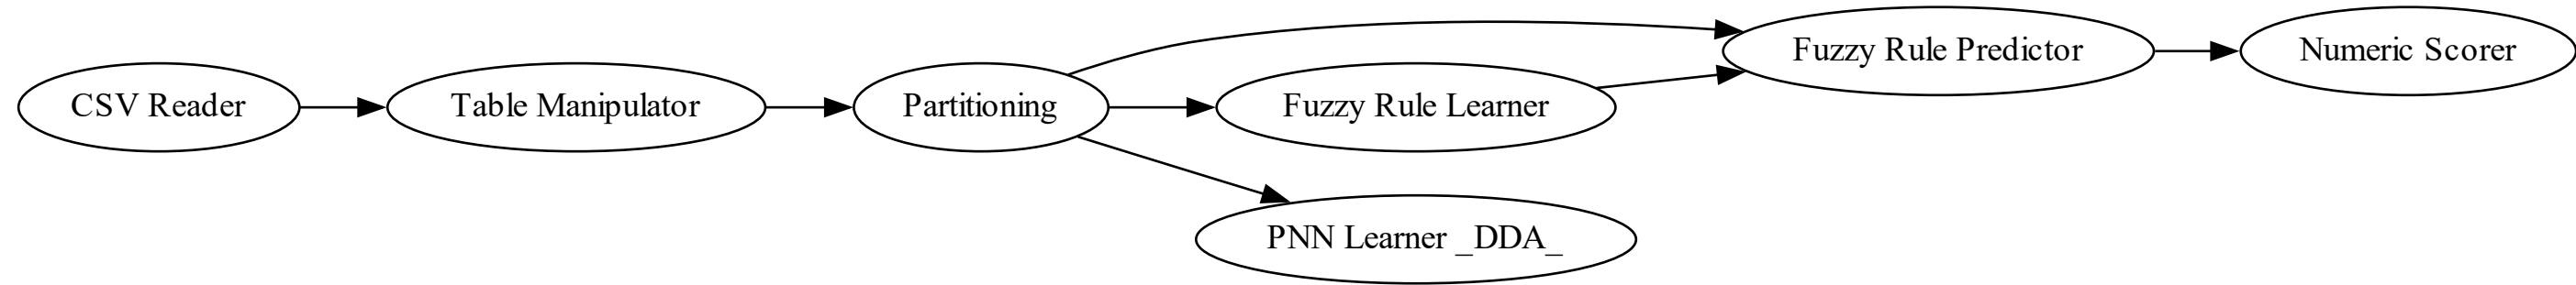 CSV Reader
Table Manipulator
Partitioning
Fuzzy Rule Learner
PNN Learner _DDA_
Fuzzy Rule Predictor
Numeric Scorer